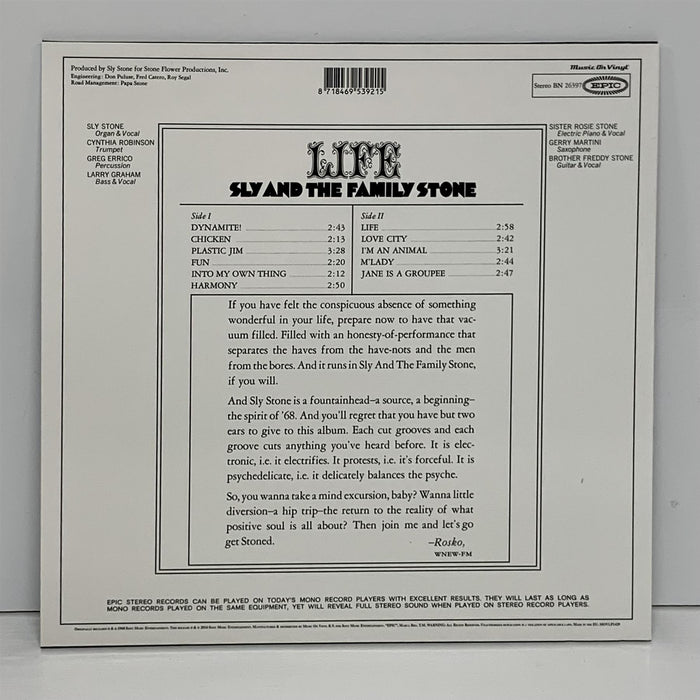 Produced by Sly Stone for Stone Flower Productions, Inc.
Engineering: Don Puluse, Fred Catero, Roy Segal
Road Management: Papa Stone
8 718469 539215
Music On Vinyl
Stereo BN 26397 EPIC
SLY STONE
Organ & Vocal
CYNTHIA ROBINSON
Trumpet
GREG ERRICO
Percussion
LARRY GRAHAM
Bass & Vocal
SISTER ROSIE STONE
Electric Piano & Vocal
GERRY MARTINI
Saxophone
BROTHER FREDDY STONE
Guitar & Vocal
LIFE
SLY AND THE FAMILY STONE
Side I
DYNAMITE! 2:43
CHICKEN 2:13
PLASTIC JIM 3:28
FUN 2:20
INTO MY OWN THING 2:12
HARMONY 2:50
Side II
LIFE 2:58
LOVE CITY 2:42
I'M AN ANIMAL 3:21
M'LADY 2:44
JANE IS A GROUPEE 2:47
If you have felt the conspicuous absence of something
wonderful in your life, prepare now to have that vac-
uum filled. Filled with an honesty-of-performance that
separates the haves from the have-nots and the men
from the bores. And it runs in Sly And The Family Stone,
if you will.
And Sly Stone is a fountainhead–a source, a beginning–
the spirit of '68. And you'll regret that you have but two
ears to give to this album. Each cut grooves and each
groove cuts anything you've heard before. It is elec-
tronic, i.e. it electrifies. It protests, i.e. it's forceful. It is
psychedelicate, i.e. it delicately balances the psyche.
So, you wanna take a mind excursion, baby? Wanna little
diversion–a hip trip–the return to the reality of what
positive soul is all about? Then join me and let's go
get Stoned.
–Rosko,
WNEW-FM
EPIC STEREO RECORDS CAN BE PLAYED ON TODAY'S MONO RECORD PLAYERS WITH EXCELLENT RESULTS. THEY WILL LAST AS LONG AS
MONO RECORDS PLAYED ON THE SAME EQUIPMENT, YET WILL REVEAL FULL STEREO SOUND WHEN PLAYED ON STEREO RECORD PLAYERS.